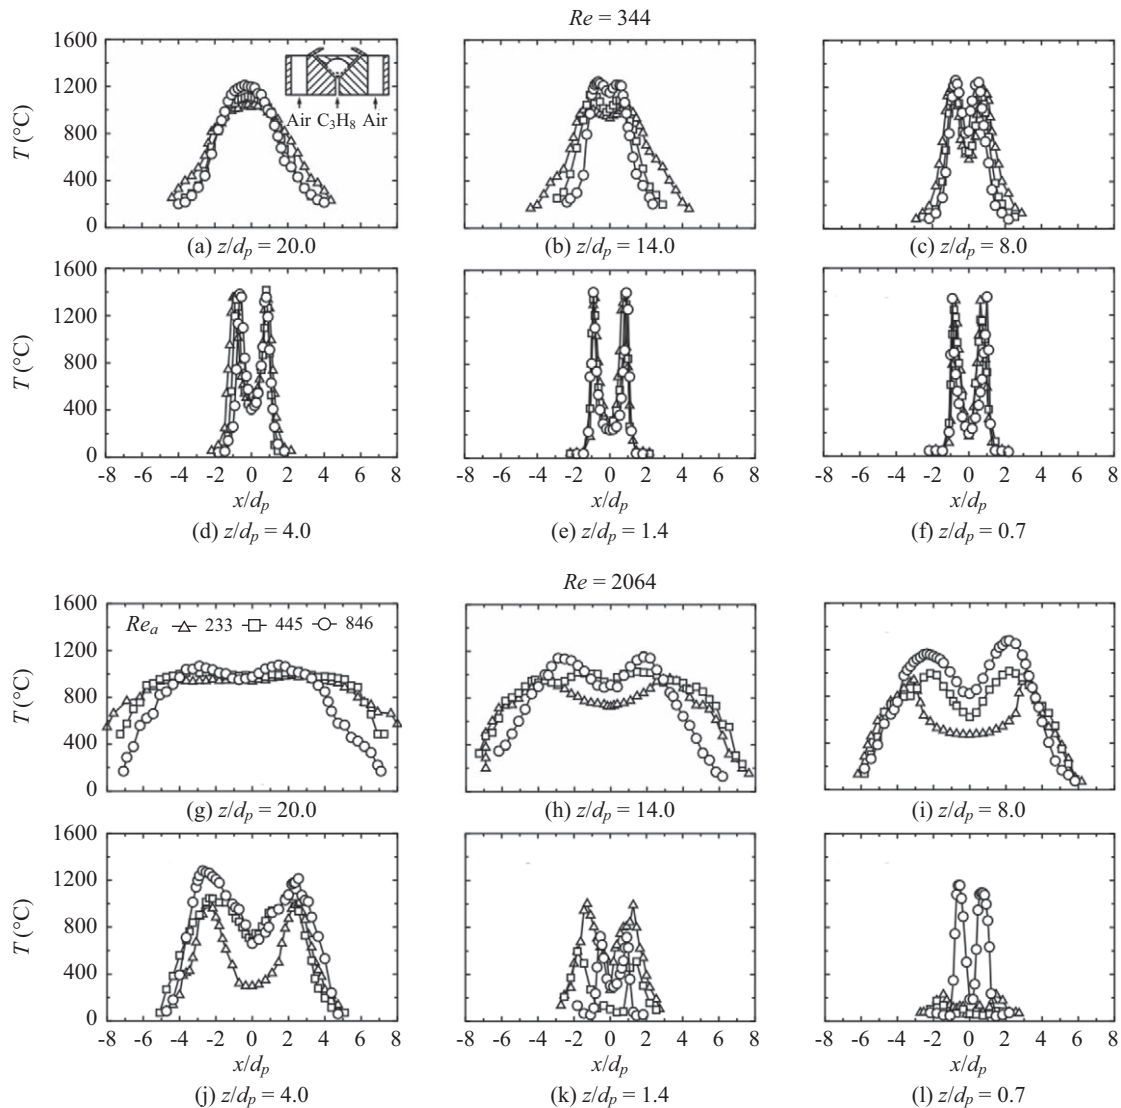 Re = 344
T (°C)
1600
1200
800
400
0
Air C₃H₈ Air
(a) z/dₚ = 20.0
(b) z/dₚ = 14.0
(c) z/dₚ = 8.0
T (°C)
1600
1200
800
400
0
-8 -6 -4 -2 0 2 4 6 8
-8 -6 -4 -2 0 2 4 6 8
-8 -6 -4 -2 0 2 4 6 8
x/dₚ
x/dₚ
x/dₚ
(d) z/dₚ = 4.0
(e) z/dₚ = 1.4
(f) z/dₚ = 0.7
Re = 2064
T (°C)
1600
1200
800
400
0
Reₐ 233 445 846
(g) z/dₚ = 20.0
(h) z/dₚ = 14.0
(i) z/dₚ = 8.0
T (°C)
1600
1200
800
400
0
-8 -6 -4 -2 0 2 4 6 8
-8 -6 -4 -2 0 2 4 6 8
-8 -6 -4 -2 0 2 4 6 8
x/dₚ
x/dₚ
x/dₚ
(j) z/dₚ = 4.0
(k) z/dₚ = 1.4
(l) z/dₚ = 0.7